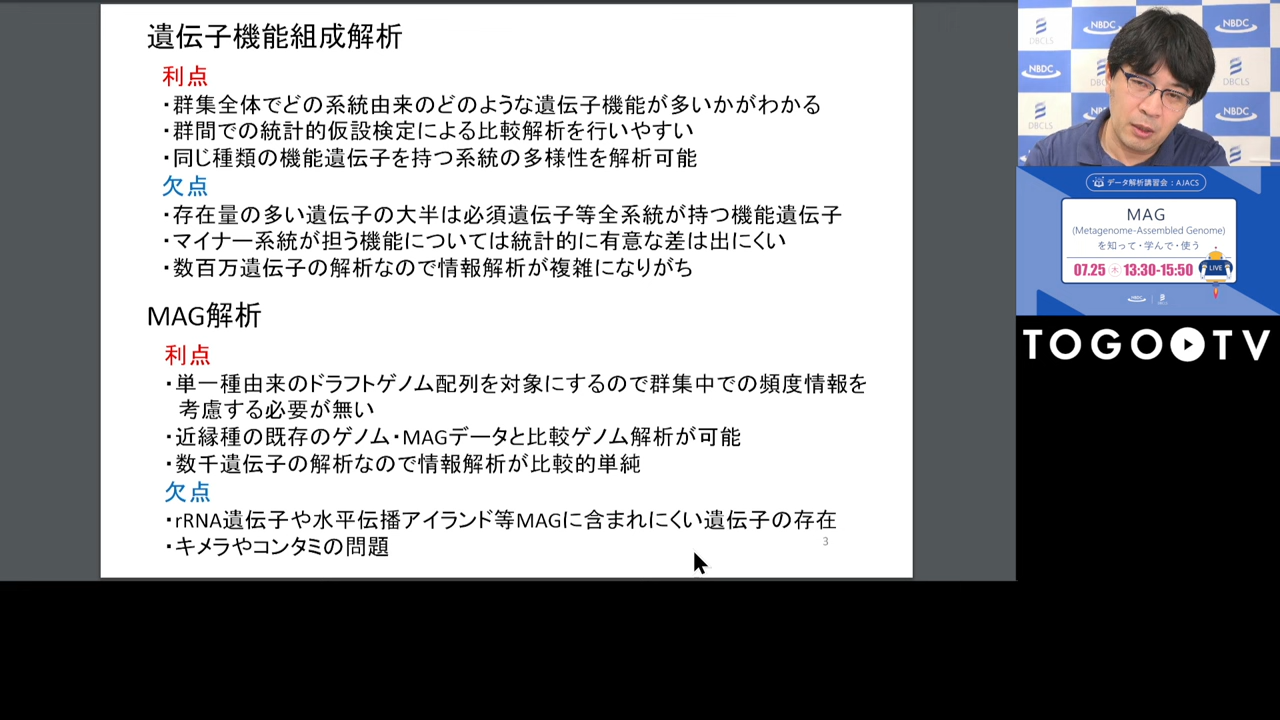 遺伝子機能組成解析
利点
・群集全体でどの系統由来のどのような遺伝子機能が多いかがわかる
・群間での統計的仮設検定による比較解析を行いやすい
・同じ種類の機能遺伝子を持つ系統の多様性を解析可能
欠点
・存在量の多い遺伝子の大半は必須遺伝子等全系統が持つ機能遺伝子
・マイナー系統が担う機能については統計的に有意な差は出にくい
・数百万遺伝子の解析なので情報解析が複雑になりがち
MAG解析
利点
・単一種由来のドラフトゲノム配列を対象にするので群集中での頻度情報を
考慮する必要が無い
・近縁種の既存のゲノム・MAGデータと比較ゲノム解析が可能
・数千遺伝子の解析なので情報解析が比較的単純
欠点
・rRNA遺伝子や水平伝播アイランド等MAGに含まれにくい遺伝子の存在
・キメラやコンタミの問題
3
NBDC
DBCLS
NBDC
DBCLS
NBDC
DBCLS
NBDC
データ解析講習会：AJACS
MAG
(Metagenome-Assembled Genome)
を知って・学んで・使う
07.25 木 13:30-15:50
LIVE
TOGO TV